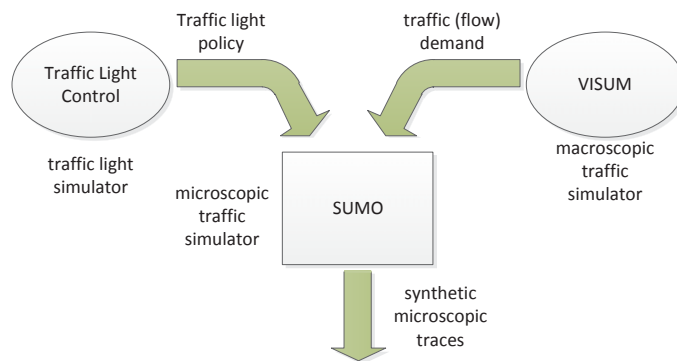 Traffic light
policy
traffic (flow)
demand
Traffic Light
Control
VISUM
traffic light
simulator
macroscopic
traffic
simulator
microscopic
traffic
simulator
SUMO
synthetic
microscopic
traces